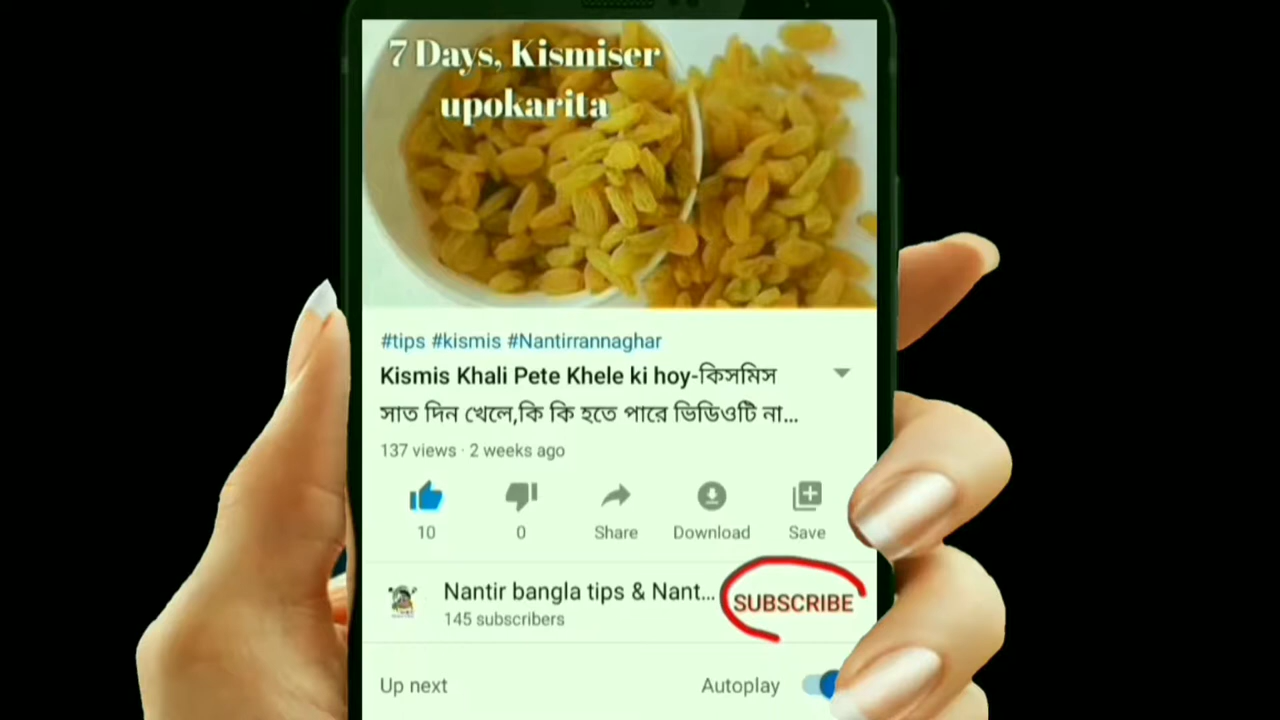 7 Days, Kismiser
upokarita
#tips #kismis #Nantirrannaghar
Kismis Khali Pete Khele ki hoy-কিসমিস
সাত দিন খেলে,কি কি হতে পারে ভিডিওটি না...
137 views · 2 weeks ago
10
0
Share
Download
Save
Nantir bangla tips & Nant...
SUBSCRIBE
145 subscribers
Up next
Autoplay